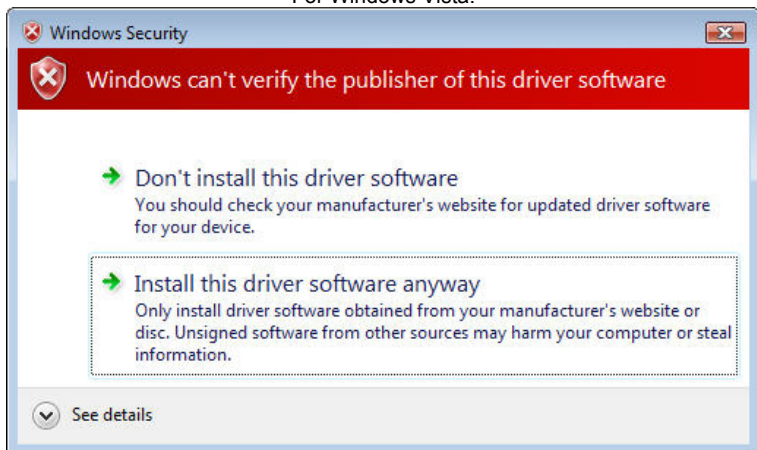 For Windows Vista:
Windows Security
Windows can't verify the publisher of this driver software
Don't install this driver software
You should check your manufacturer's website for updated driver software
for your device.
Install this driver software anyway
Only install driver software obtained from your manufacturer's website or
disc. Unsigned software from other sources may harm your computer or steal
information.
See details